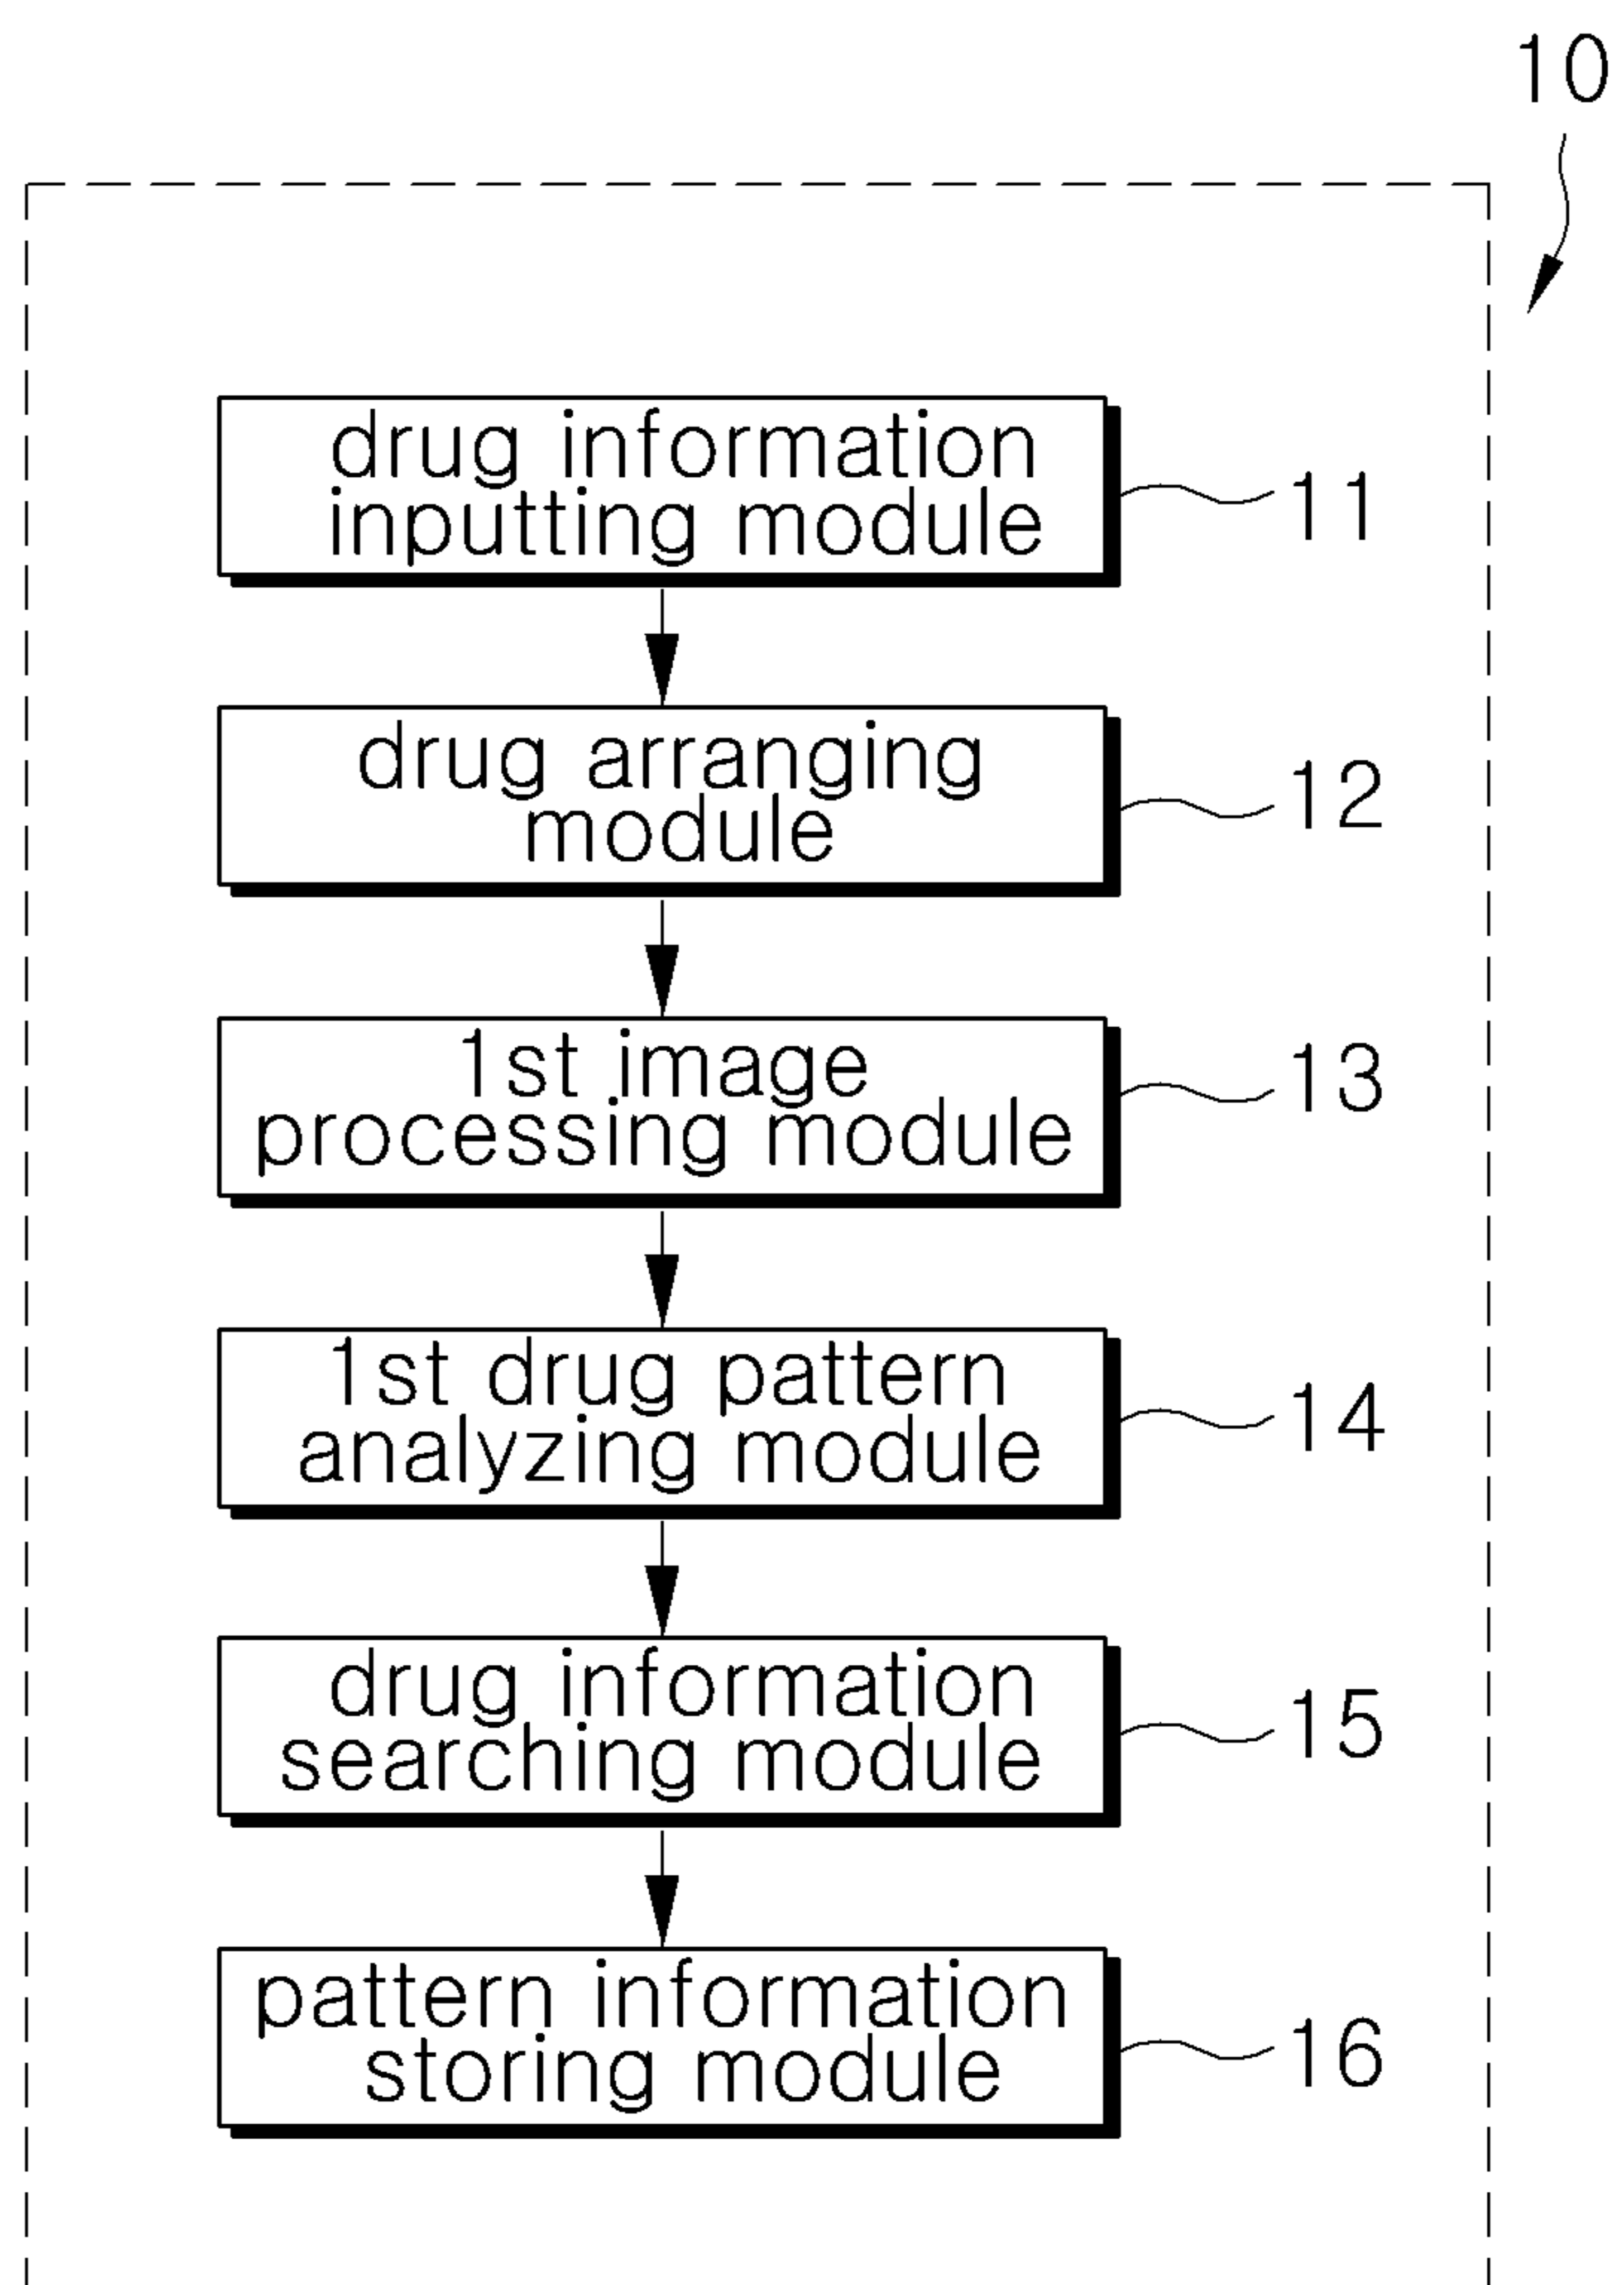 10
drug information
inputting module
11
drug arranging
module
12
1st image
processing module
13
1st drug pattern
analyzing module
14
drug information
searching module
15
pattern information
storing module
16